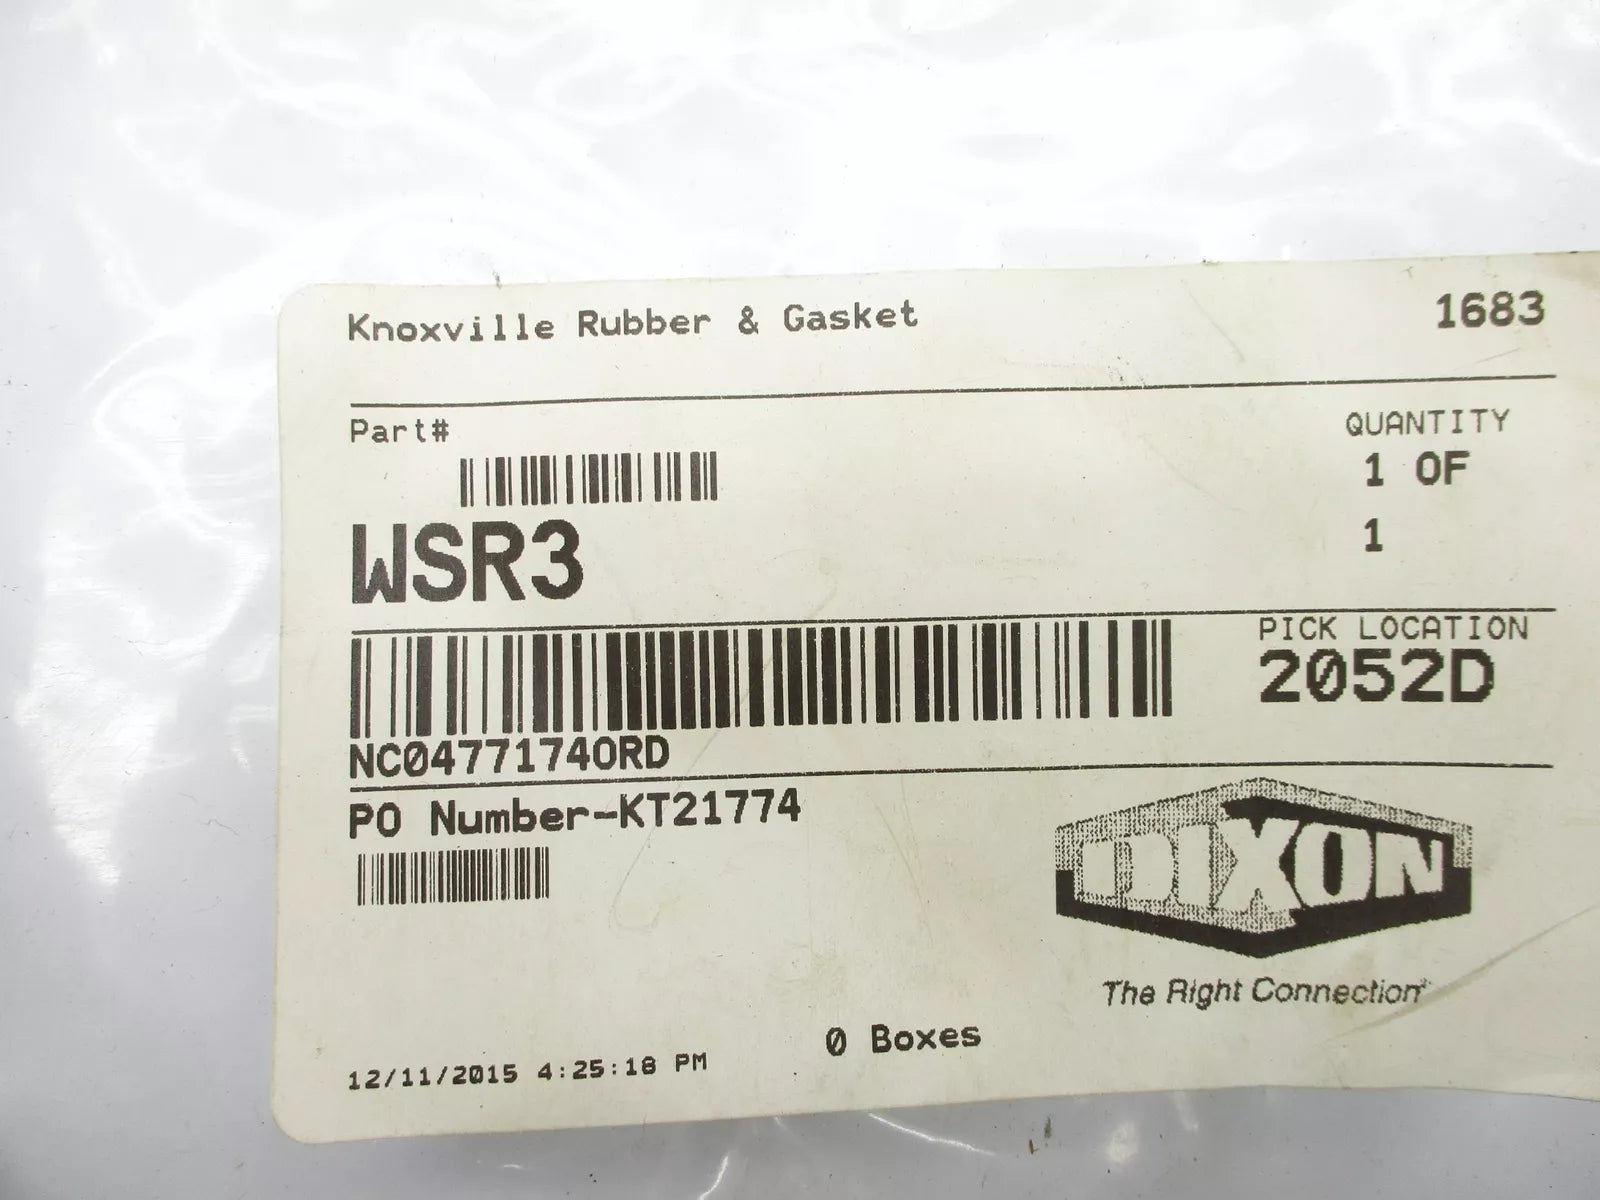 Knoxville Rubber & Gasket 1683
Part# QUANTITY
1 OF
WSR3 1
PICK LOCATION
2052D
NC04771740RD
PO Number-KT21774
DIXON
The Right Connection
0 Boxes
12/11/2015 4:25:18 PM